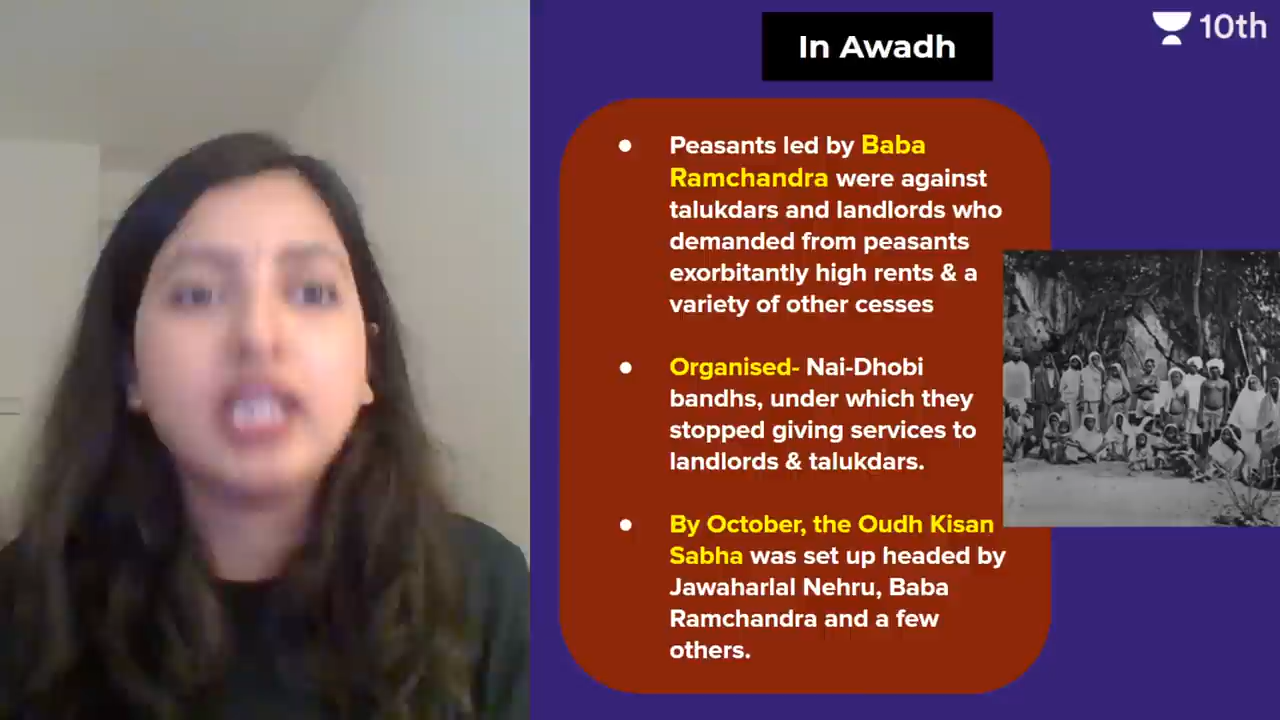 In Awadh
10th
● Peasants led by Baba
Ramchandra were against
talukdars and landlords who
demanded from peasants
exorbitantly high rents & a
variety of other cesses
● Organised- Nai-Dhobi
bandhs, under which they
stopped giving services to
landlords & talukdars.
● By October, the Oudh Kisan
Sabha was set up headed by
Jawaharlal Nehru, Baba
Ramchandra and a few
others.